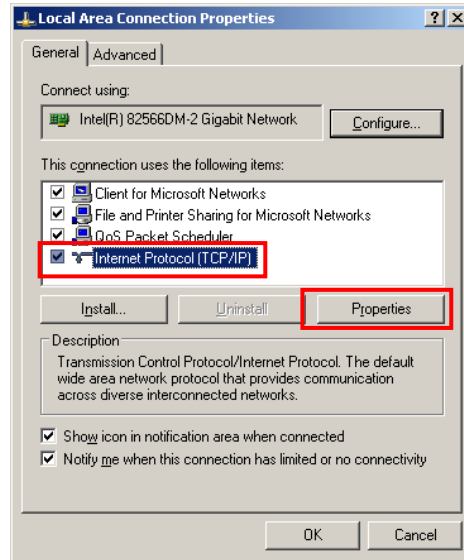 Local Area Connection Properties
General
Advanced
Connect using:
Intel(R) 82566DM-2 Gigabit Network
Configure...
This connection uses the following items:
Client for Microsoft Networks
File and Printer Sharing for Microsoft Networks
QoS Packet Scheduler
Internet Protocol (TCP/IP)
Install...
Uninstall
Properties
Description
Transmission Control Protocol/Internet Protocol. The default
wide area network protocol that provides communication
across diverse interconnected networks.
Show icon in notification area when connected
Notify me when this connection has limited or no connectivity
OK
Cancel